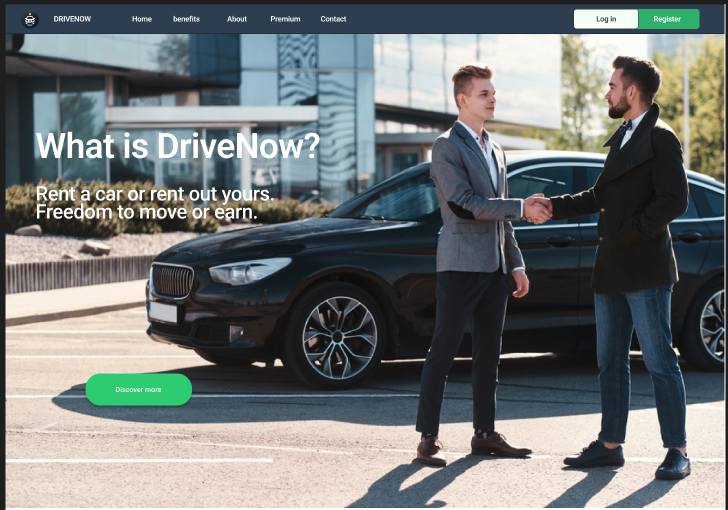 DRIVENOW
Home
benefits
About
Premium
Contact
Log in
Register
What is DriveNow?
Rent a car or rent out yours.
Freedom to move or earn.
Discover more